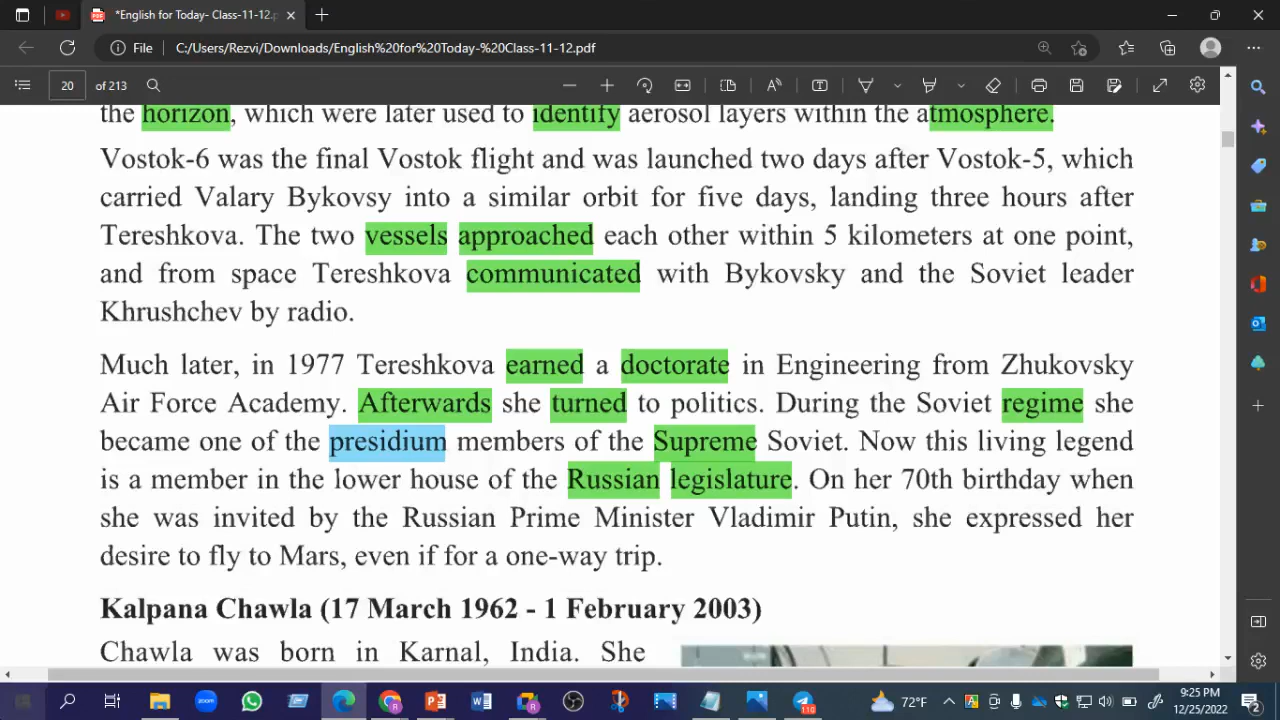 *English for Today- Class-11-12.p
File
C:/Users/Rezvi/Downloads/English%20for%20Today-%20Class-11-12.pdf
20 of 213
the horizon, which were later used to identify aerosol layers within the atmosphere.
Vostok-6 was the final Vostok flight and was launched two days after Vostok-5, which
carried Valary Bykovsy into a similar orbit for five days, landing three hours after
Tereshkova. The two vessels approached each other within 5 kilometers at one point,
and from space Tereshkova communicated with Bykovsky and the Soviet leader
Khrushchev by radio.
Much later, in 1977 Tereshkova earned a doctorate in Engineering from Zhukovsky
Air Force Academy. Afterwards she turned to politics. During the Soviet regime she
became one of the presidium members of the Supreme Soviet. Now this living legend
is a member in the lower house of the Russian legislature. On her 70th birthday when
she was invited by the Russian Prime Minister Vladimir Putin, she expressed her
desire to fly to Mars, even if for a one-way trip.
Kalpana Chawla (17 March 1962 - 1 February 2003)
Chawla was born in Karnal, India. She
zoom
72°F
9:25 PM
12/25/2022